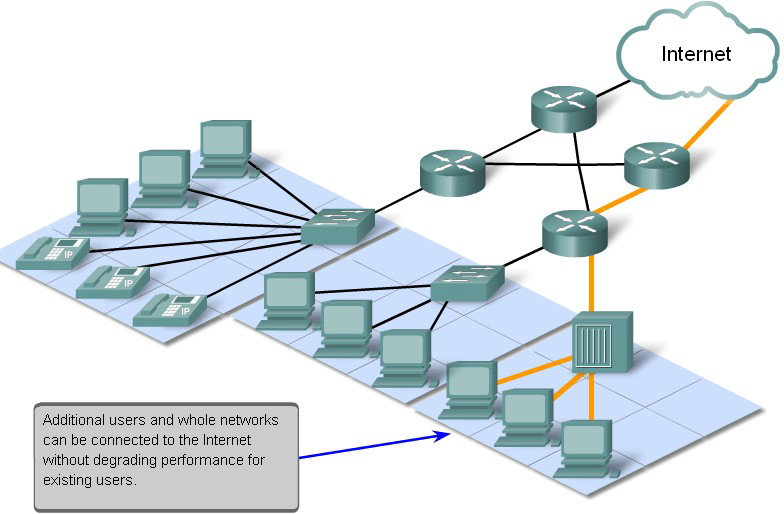 Internet
IP
IP
IP
Additional users and whole networks
can be connected to the Internet
without degrading performance for
existing users.